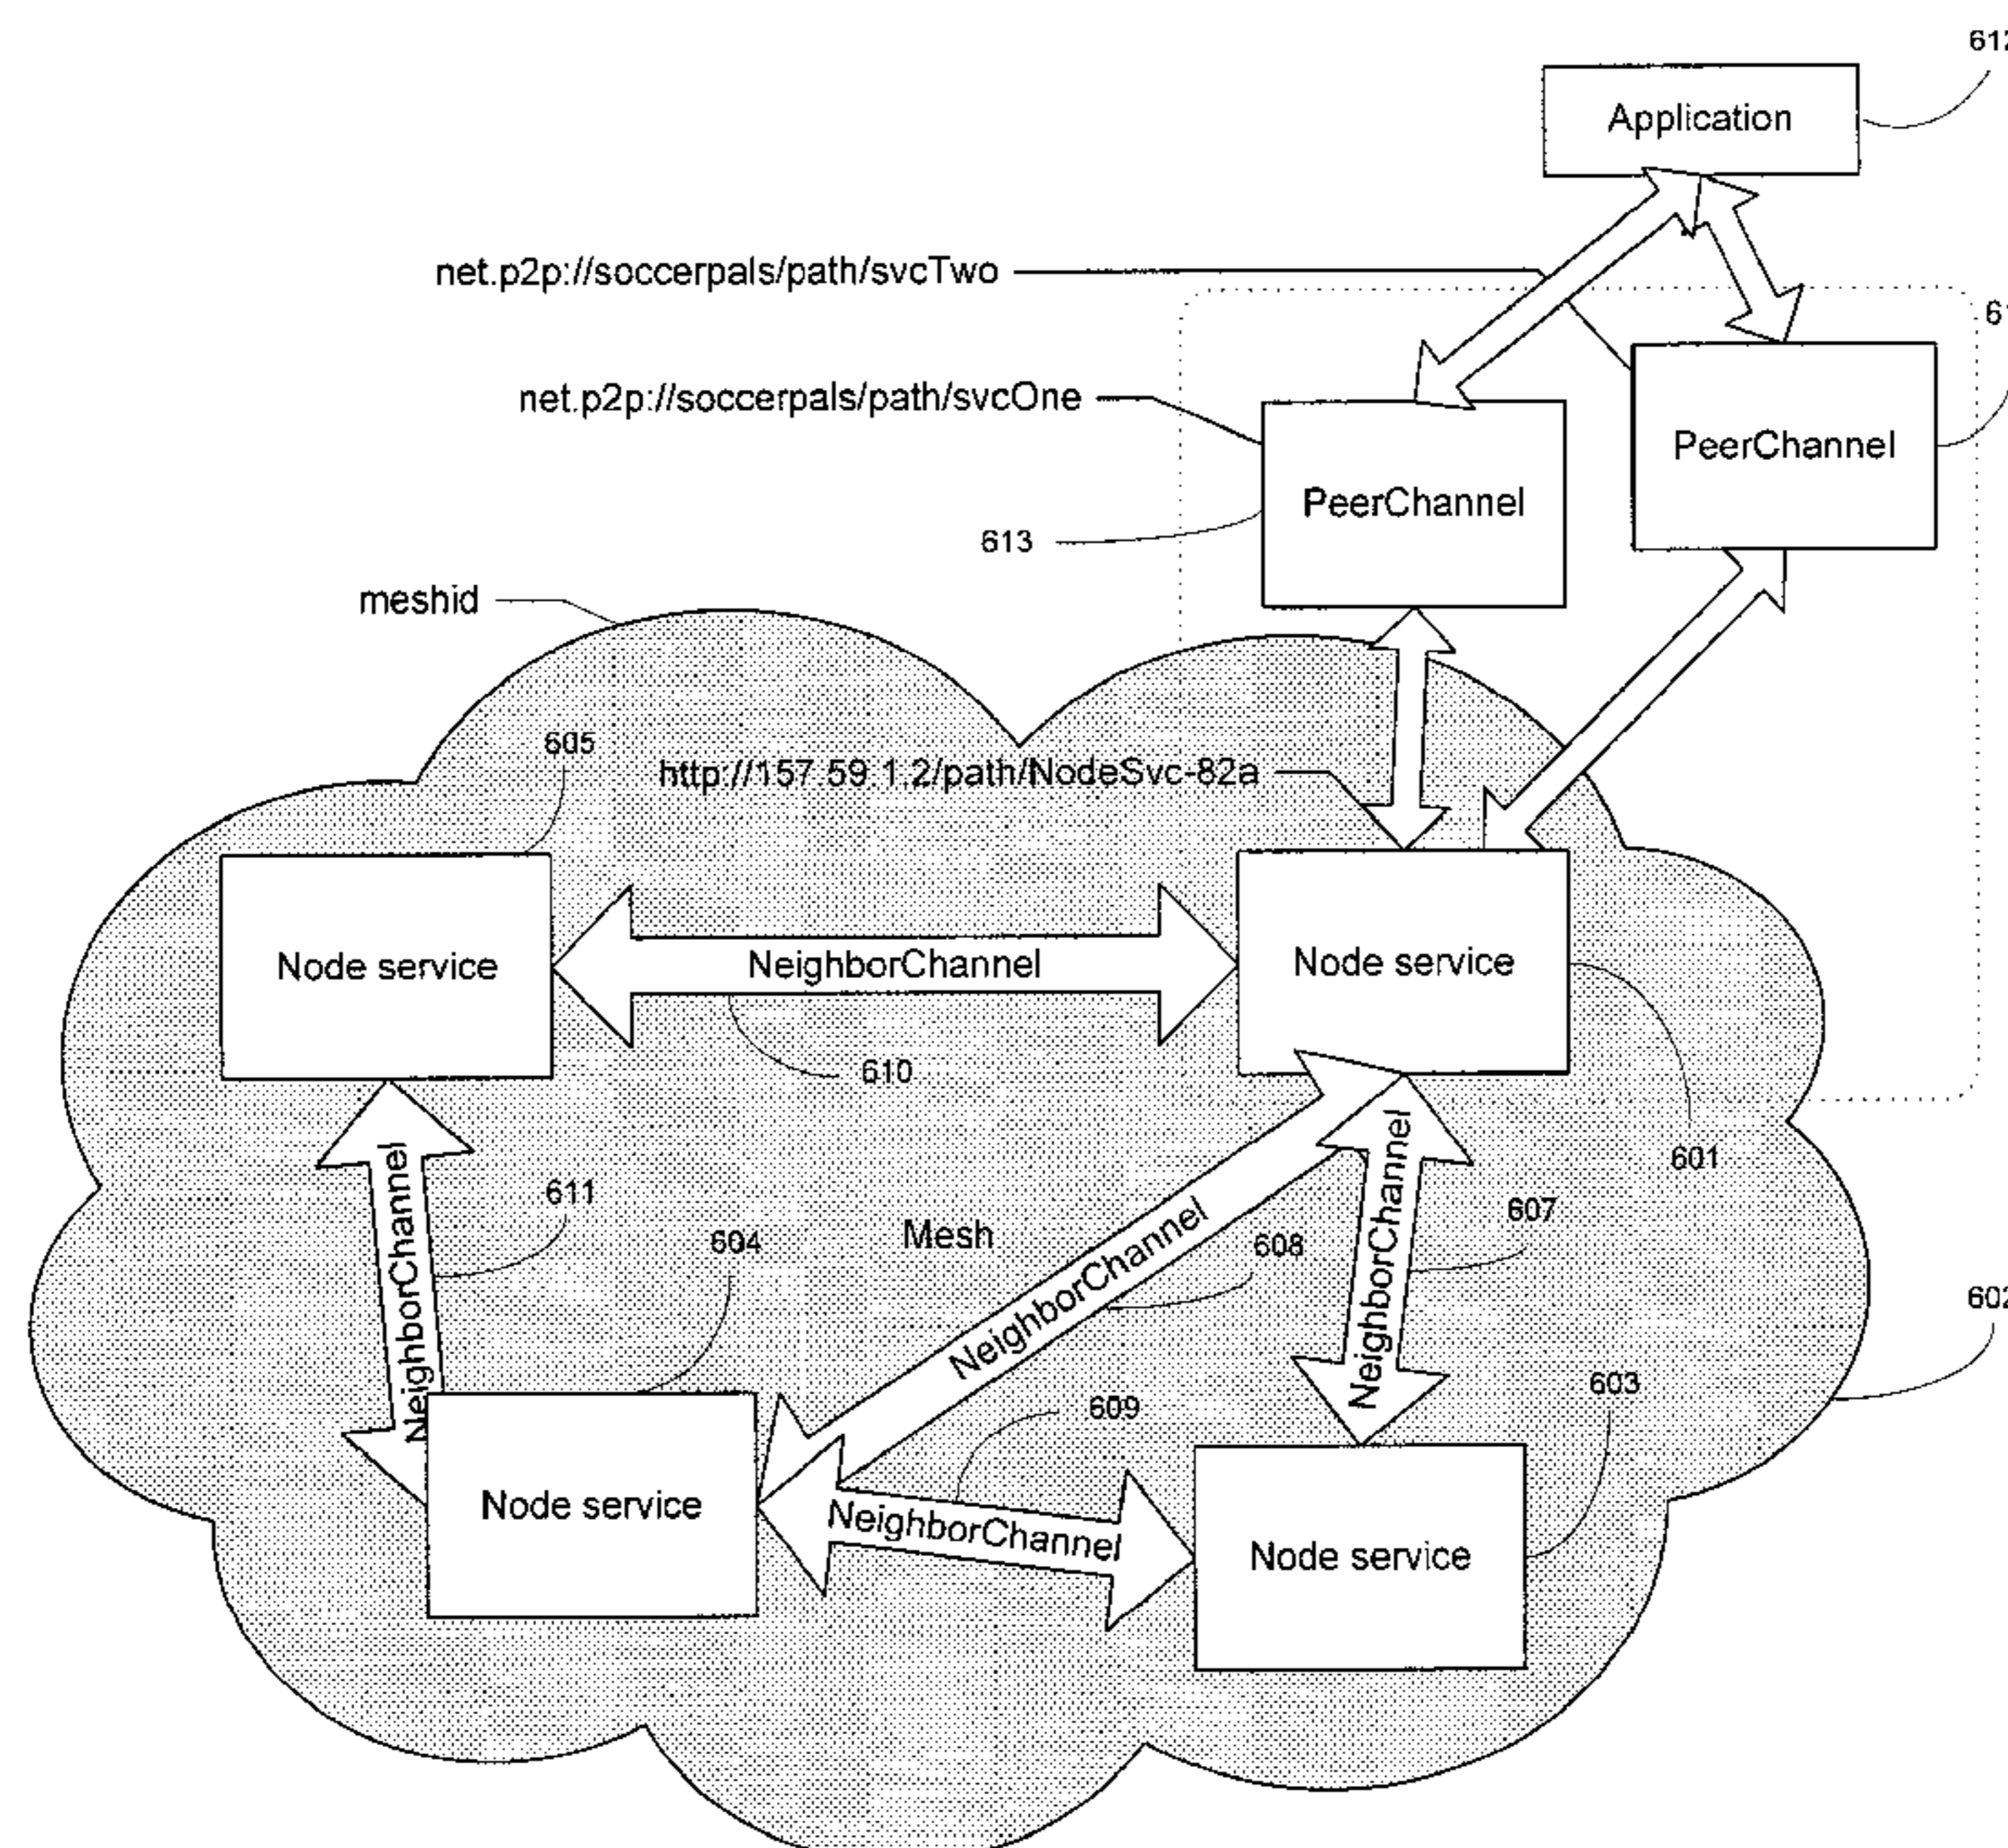 612
Application
net.p2p://soccerpals/path/svcTwo
net.p2p://soccerpals/path/svcOne
PeerChannel
PeerChannel
613
meshid
605
http://157.59.1.2/path/NodeSvc-82a
Node service
NeighborChannel
Node service
610
601
NeighborChannel
611
604
Mesh
NeighborChannel
608
NeighborChannel
607
602
603
609
Node service
NeighborChannel
Node service